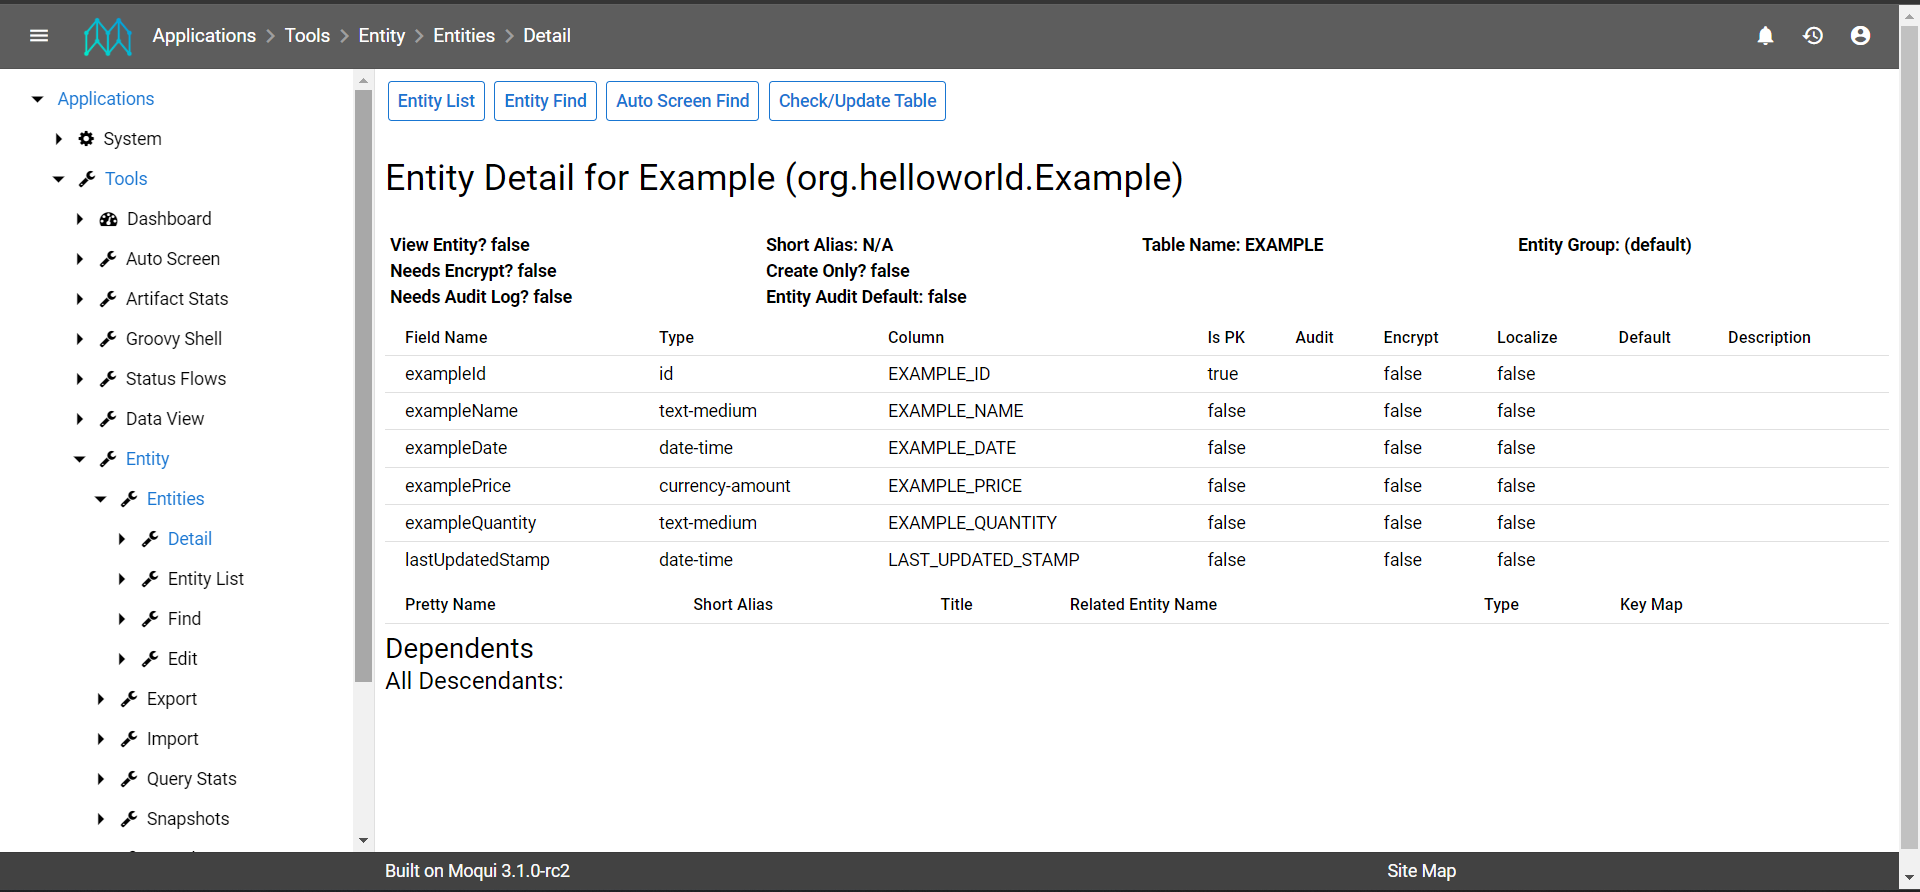 Applications > Tools > Entity > Entities > Detail
Applications
System
Tools
Dashboard
Auto Screen
Artifact Stats
Groovy Shell
Status Flows
Data View
Entity
Entities
Detail
Entity List
Find
Edit
Export
Import
Query Stats
Snapshots
Entity List Entity Find Auto Screen Find Check/Update Table
Entity Detail for Example (org.helloworld.Example)
View Entity? false Short Alias: N/A Table Name: EXAMPLE Entity Group: (default)
Needs Encrypt? false Create Only? false
Needs Audit Log? false Entity Audit Default: false
Field Name Type Column Is PK Audit Encrypt Localize Default Description
exampleId id EXAMPLE_ID true false false
exampleName text-medium EXAMPLE_NAME false false false
exampleDate date-time EXAMPLE_DATE false false false
examplePrice currency-amount EXAMPLE_PRICE false false false
exampleQuantity text-medium EXAMPLE_QUANTITY false false false
lastUpdatedStamp date-time LAST_UPDATED_STAMP false false false
Pretty Name Short Alias Title Related Entity Name Type Key Map
Dependents
All Descendants:
Built on Moqui 3.1.0-rc2 Site Map